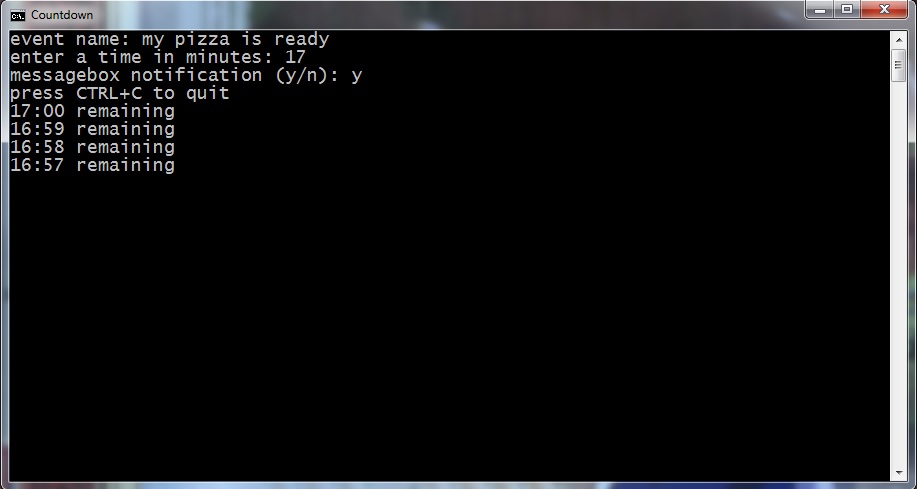 Countdown
event name: my pizza is ready
enter a time in minutes: 17
messagebox notification (y/n): y
press CTRL+C to quit
17:00 remaining
16:59 remaining
16:58 remaining
16:57 remaining